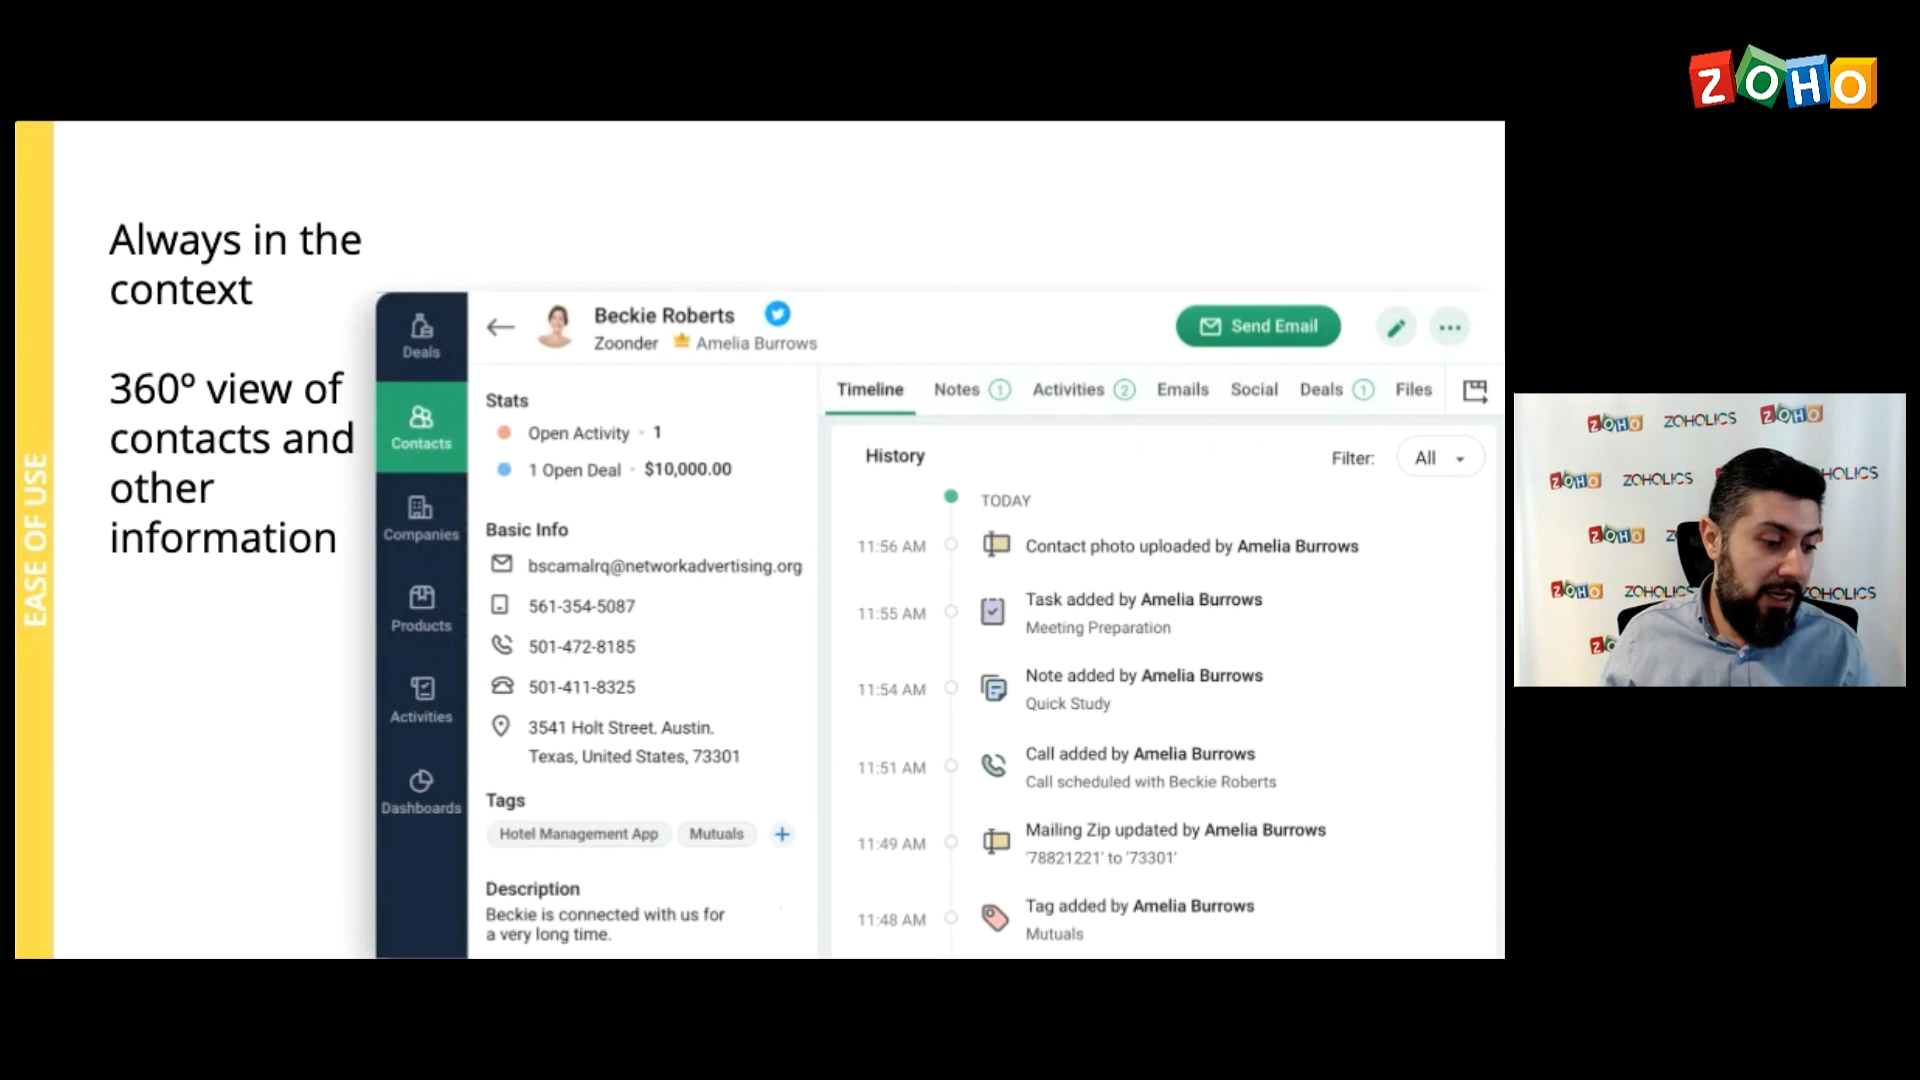 ZOHO
EASE OF USE
Always in the
context
360º view of
contacts and
other
information
Deals
Contacts
Companies
Products
Activities
Dashboards
Beckie Roberts
Zoonder Amelia Burrows
Send Email
Stats
Open Activity · 1
1 Open Deal · $10,000.00
Basic Info
bscamalrq@networkadvertising.org
561-354-5087
501-472-8185
501-411-8325
3541 Holt Street. Austin.
Texas, United States, 73301
Tags
Hotel Management App Mutuals +
Description
Beckie is connected with us for
a very long time.
Timeline Notes 1 Activities 2 Emails Social Deals 1 Files
History
Filter: All
TODAY
11:56 AM Contact photo uploaded by Amelia Burrows
11:55 AM Task added by Amelia Burrows
Meeting Preparation
11:54 AM Note added by Amelia Burrows
Quick Study
11:51 AM Call added by Amelia Burrows
Call scheduled with Beckie Roberts
11:49 AM Mailing Zip updated by Amelia Burrows
'78821221' to '73301'
11:48 AM Tag added by Amelia Burrows
Mutuals
ZOHO ZOHOLICS ZOHO
ZOHO ZOHOLICS HOLICS
ZOHO Z
ZOHO ZOHOLICS ZOHOLICS
ZO